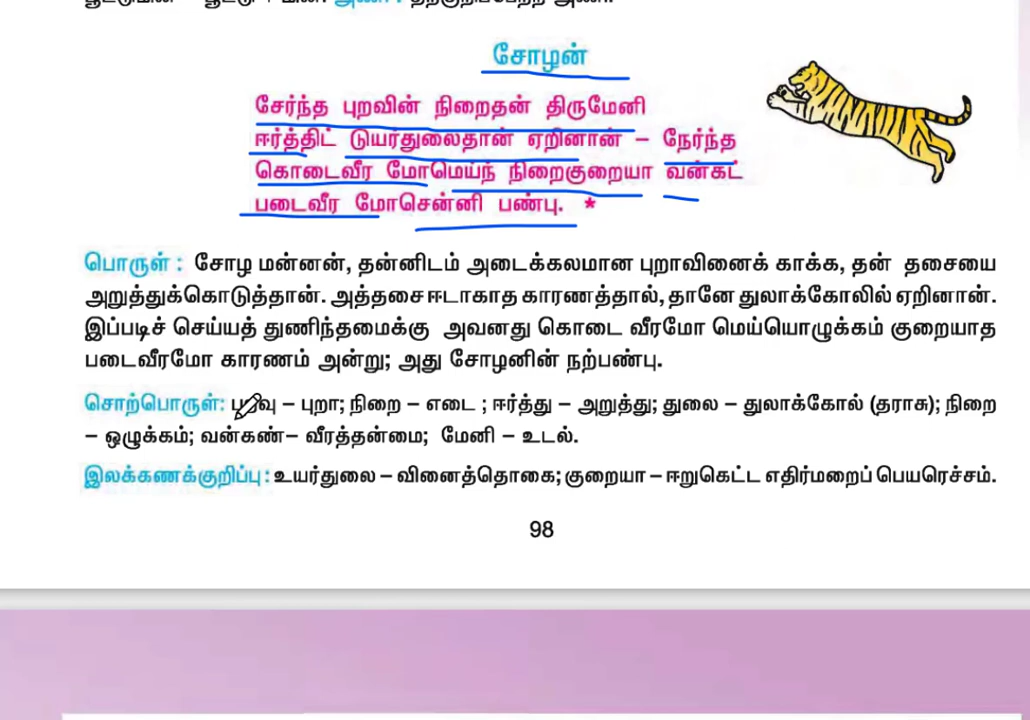 சோழன்
சேர்ந்த புறவின் நிறைதன் திருமேனி
ஈர்த்திட் டுயர்துலைதான் ஏறினான் – நேர்ந்த
கொடைவீர மோமெய்ந் நிறைகுறையா வன்கட்
படைவீர மோசென்னி பண்பு. *
பொருள் : சோழ மன்னன், தன்னிடம் அடைக்கலமான புறாவினைக் காக்க, தன் தசையை
அறுத்துக்கொடுத்தான். அத்தசை ஈடாகாத காரணத்தால், தானே துலாக்கோலில் ஏறினான்.
இப்படிச் செய்யத் துணிந்தமைக்கு அவனது கொடை வீரமோ மெய்யொழுக்கம் குறையாத
படைவீரமோ காரணம் அன்று; அது சோழனின் நற்பண்பு.
சொற்பொருள்: புறவு – புறா; நிறை – எடை ; ஈர்த்து – அறுத்து; துலை – துலாக்கோல் (தராசு); நிறை
– ஒழுக்கம்; வன்கண்– வீரத்தன்மை; மேனி – உடல்.
இலக்கணக்குறிப்பு : உயர்துலை – வினைத்தொகை; குறையா – ஈறுகெட்ட எதிர்மறைப் பெயரெச்சம்.
98